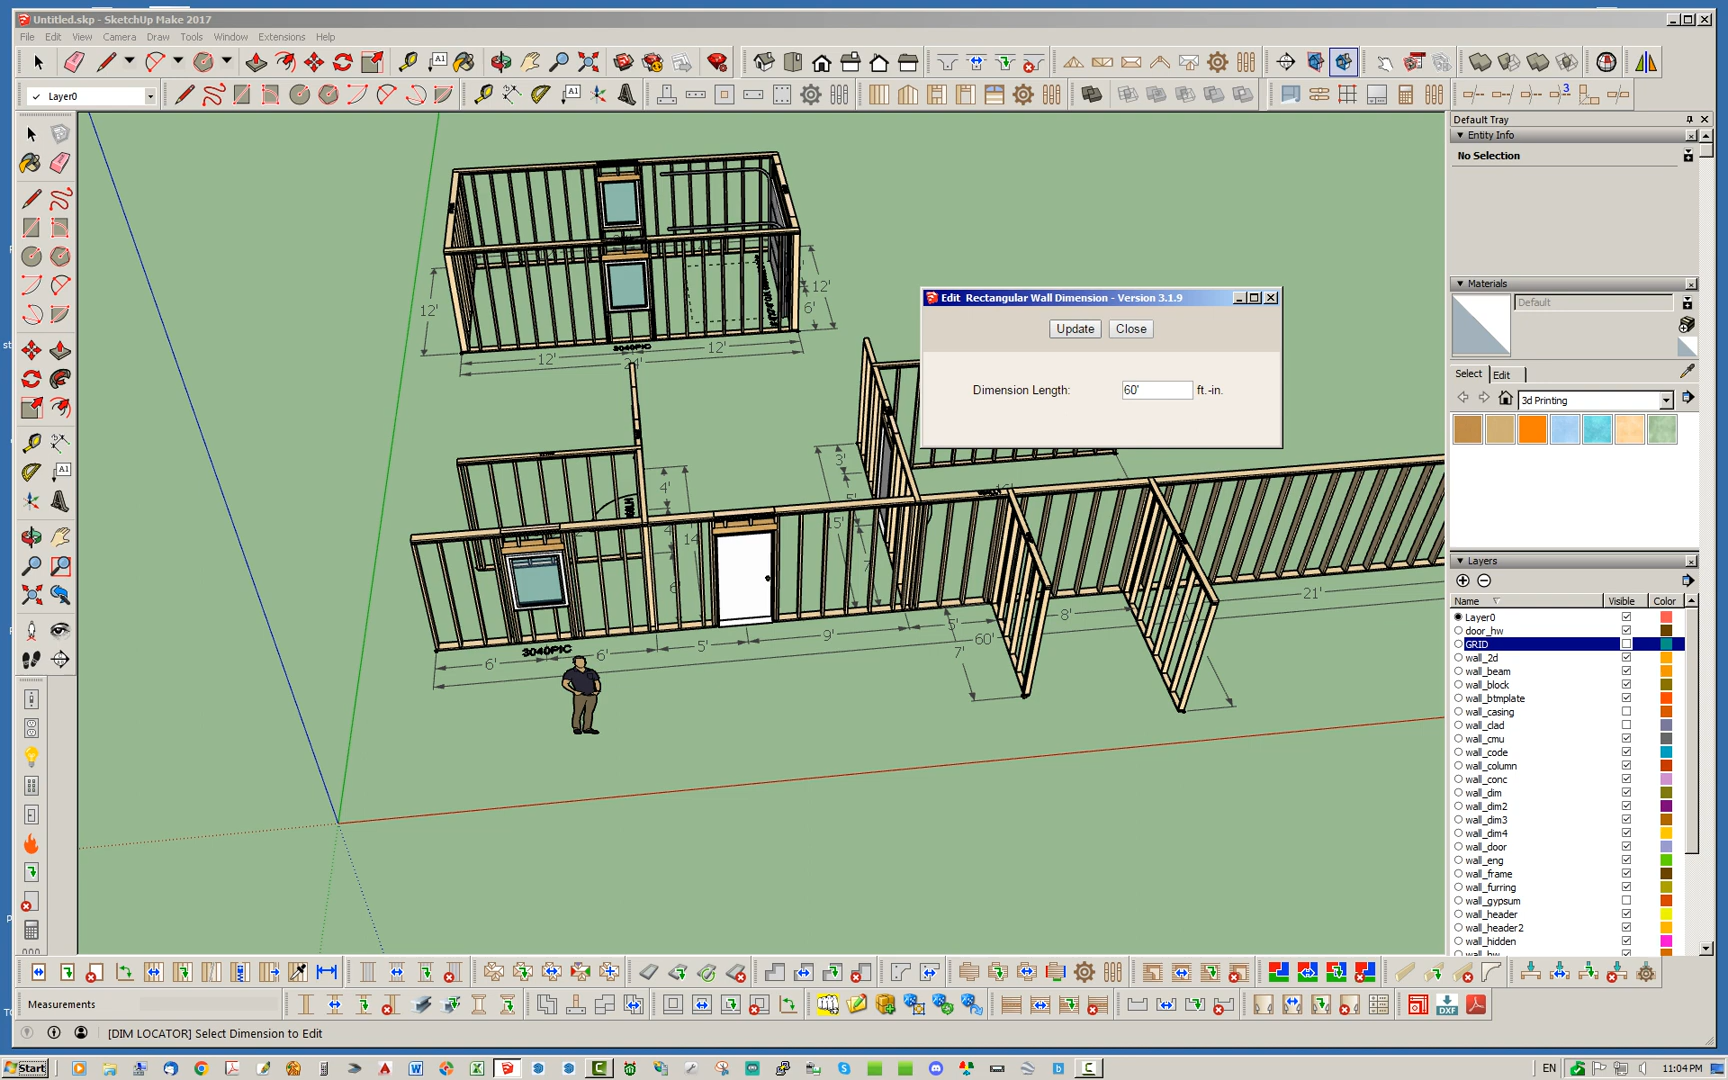 Untitled.skp - SketchUp Make 2017
File Edit View Camera Draw Tools Window Extensions Help
Layer0
Default Tray
Entity Info
No Selection
Materials
Default
Select Edit
3d Printing
Layers
Name Visible Color
Layer0
door_hw
GRID
wall_2d
wall_beam
wall_block
wall_btmplate
wall_casing
wall_clad
wall_cmu
wall_code
wall_column
wall_conc
wall_dim
wall_dim2
wall_dim3
wall_dim4
wall_door
wall_eng
wall_frame
wall_furring
wall_gypsum
wall_header
wall_header2
wall_hidden
wall_hw
Edit Rectangular Wall Dimension - Version 3.1.9
Update Close
Dimension Length: 60' ft.-in.
12'
12'
6'
12'
3040PIC
12'
24'
3'
4'
15'
14'
7'
6'
3040PIC
6'
5'
9'
5'
60'
8'
21'
7'
Measurements
[DIM LOCATOR] Select Dimension to Edit
Start
EN
11:04 PM